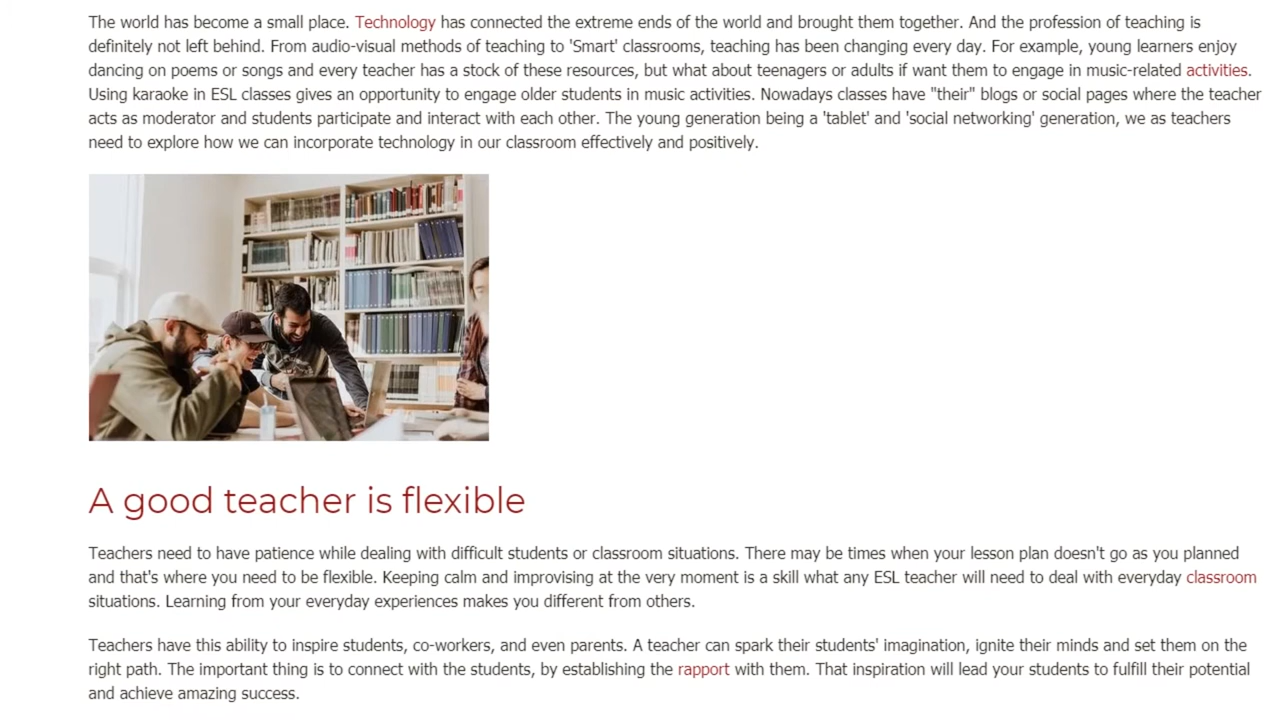 The world has become a small place. Technology has connected the extreme ends of the world and brought them together. And the profession of teaching is
definitely not left behind. From audio-visual methods of teaching to 'Smart' classrooms, teaching has been changing every day. For example, young learners enjoy
dancing on poems or songs and every teacher has a stock of these resources, but what about teenagers or adults if want them to engage in music-related activities.
Using karaoke in ESL classes gives an opportunity to engage older students in music activities. Nowadays classes have "their" blogs or social pages where the teacher
acts as moderator and students participate and interact with each other. The young generation being a 'tablet' and 'social networking' generation, we as teachers
need to explore how we can incorporate technology in our classroom effectively and positively.
A good teacher is flexible
Teachers need to have patience while dealing with difficult students or classroom situations. There may be times when your lesson plan doesn't go as you planned
and that's where you need to be flexible. Keeping calm and improvising at the very moment is a skill what any ESL teacher will need to deal with everyday classroom
situations. Learning from your everyday experiences makes you different from others.
Teachers have this ability to inspire students, co-workers, and even parents. A teacher can spark their students' imagination, ignite their minds and set them on the
right path. The important thing is to connect with the students, by establishing the rapport with them. That inspiration will lead your students to fulfill their potential
and achieve amazing success.